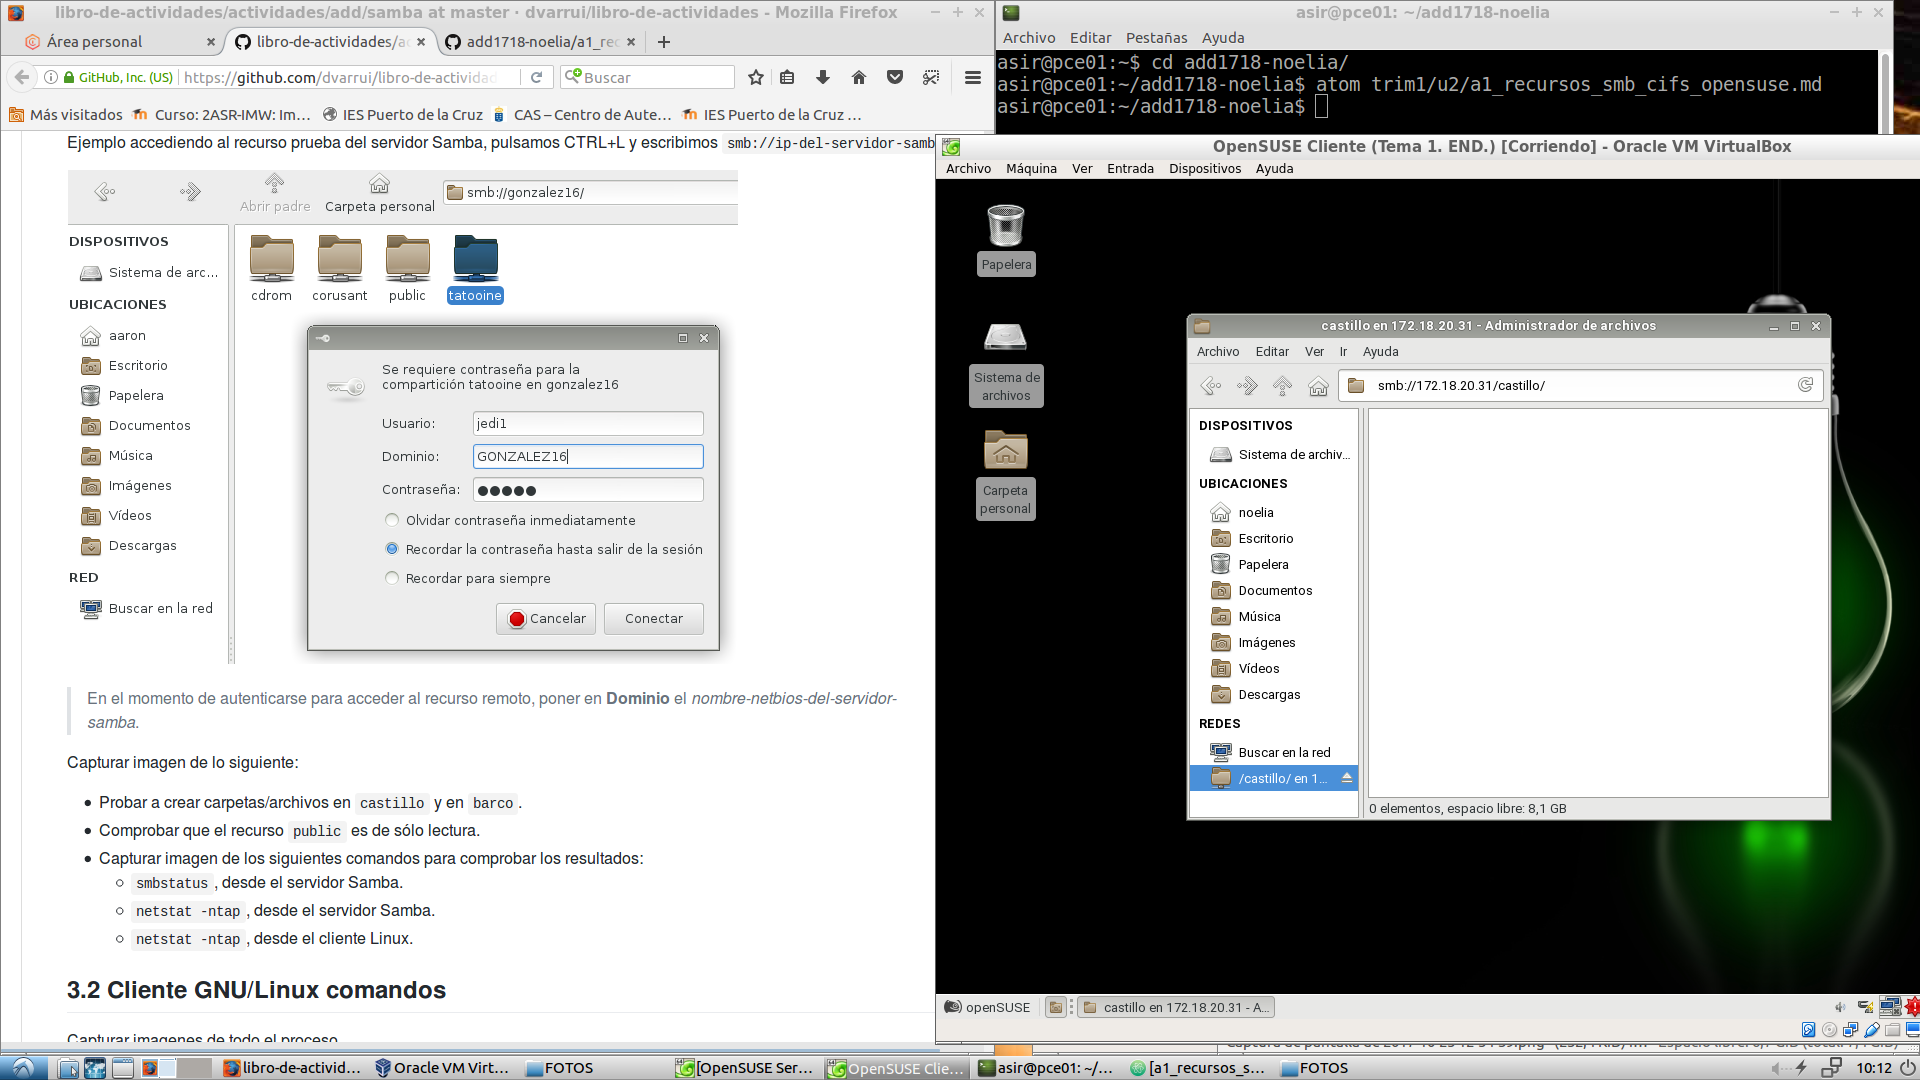 libro-de-actividades/actividades/add/samba at master · dvarrui/libro-de-actividades - Mozilla Firefox
Área personal
libro-de-actividades/ac
add1718-noelia/a1_rec
GitHub, Inc. (US)
https://github.com/dvarrui/libro-de-actividad
Buscar
Más visitados
Curso: 2ASR-IMW: Im...
IES Puerto de la Cruz
CAS – Centro de Aute...
IES Puerto de la Cruz ...
Ejemplo accediendo al recurso prueba del servidor Samba, pulsamos CTRL+L y escribimos smb://ip-del-servidor-samb
Abrir padre
Carpeta personal
smb://gonzalez16/
DISPOSITIVOS
Sistema de arc...
UBICACIONES
aaron
Escritorio
Papelera
Documentos
Música
Imágenes
Vídeos
Descargas
RED
Buscar en la red
cdrom
corusant
public
tatooine
Se requiere contraseña para la
compartición tatooine en gonzalez16
Usuario:
jedi1
Dominio:
GONZALEZ16
Contraseña:
●●●●●
Olvidar contraseña inmediatamente
Recordar la contraseña hasta salir de la sesión
Recordar para siempre
Cancelar
Conectar
En el momento de autenticarse para acceder al recurso remoto, poner en Dominio el nombre-netbios-del-servidor-
samba.
Capturar imagen de lo siguiente:
Probar a crear carpetas/archivos en castillo y en barco.
Comprobar que el recurso public es de sólo lectura.
Capturar imagen de los siguientes comandos para comprobar los resultados:
smbstatus, desde el servidor Samba.
netstat -ntap, desde el servidor Samba.
netstat -ntap, desde el cliente Linux.
3.2 Cliente GNU/Linux comandos
Capturar imagenes de todo el proceso
asir@pce01: ~/add1718-noelia
Archivo Editar Pestañas Ayuda
asir@pce01:~$ cd add1718-noelia/
asir@pce01:~/add1718-noelia$ atom trim1/u2/a1_recursos_smb_cifs_opensuse.md
asir@pce01:~/add1718-noelia$
OpenSUSE Cliente (Tema 1. END.) [Corriendo] - Oracle VM VirtualBox
Archivo Máquina Ver Entrada Dispositivos Ayuda
Papelera
Sistema de
archivos
Carpeta
personal
castillo en 172.18.20.31 - Administrador de archivos
Archivo Editar Ver Ir Ayuda
smb://172.18.20.31/castillo/
DISPOSITIVOS
Sistema de archiv...
UBICACIONES
noelia
Escritorio
Papelera
Documentos
Música
Imágenes
Vídeos
Descargas
REDES
Buscar en la red
/castillo/ en 1...
0 elementos, espacio libre: 8,1 GB
openSUSE
castillo en 172.18.20.31 - A...
libro-de-activid...
Oracle VM Virt...
FOTOS
[OpenSUSE Ser...
OpenSUSE Clie...
asir@pce01: ~/...
[a1_recursos_s...
FOTOS
10:12